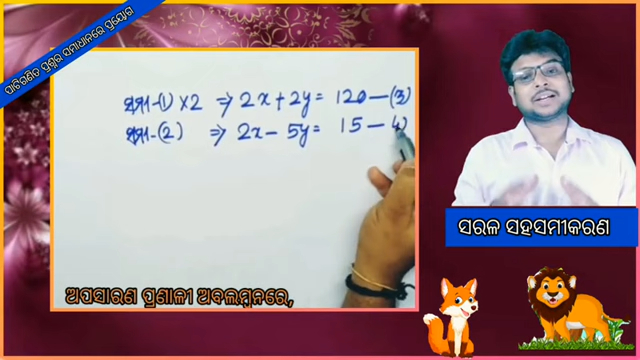 ପାଟିଗଣିତ ପ୍ରଶ୍ନର ସମାଧାନରେ ପ୍ରୟୋଗ
ସମୀ-(1) ×2 ⇒ 2x + 2y = 120 — (3)
ସମୀ-(2) ⇒ 2x - 5y = 15 — 4)
ସରଳ ସହସମୀକରଣ
ଅପସାରଣ ପ୍ରଣାଳୀ ଅବଲମ୍ବନରେ,